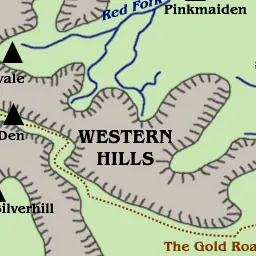 Red Fork
Pinkmaiden
vale
Den
WESTERN
HILLS
Silverhill
The Gold Roa